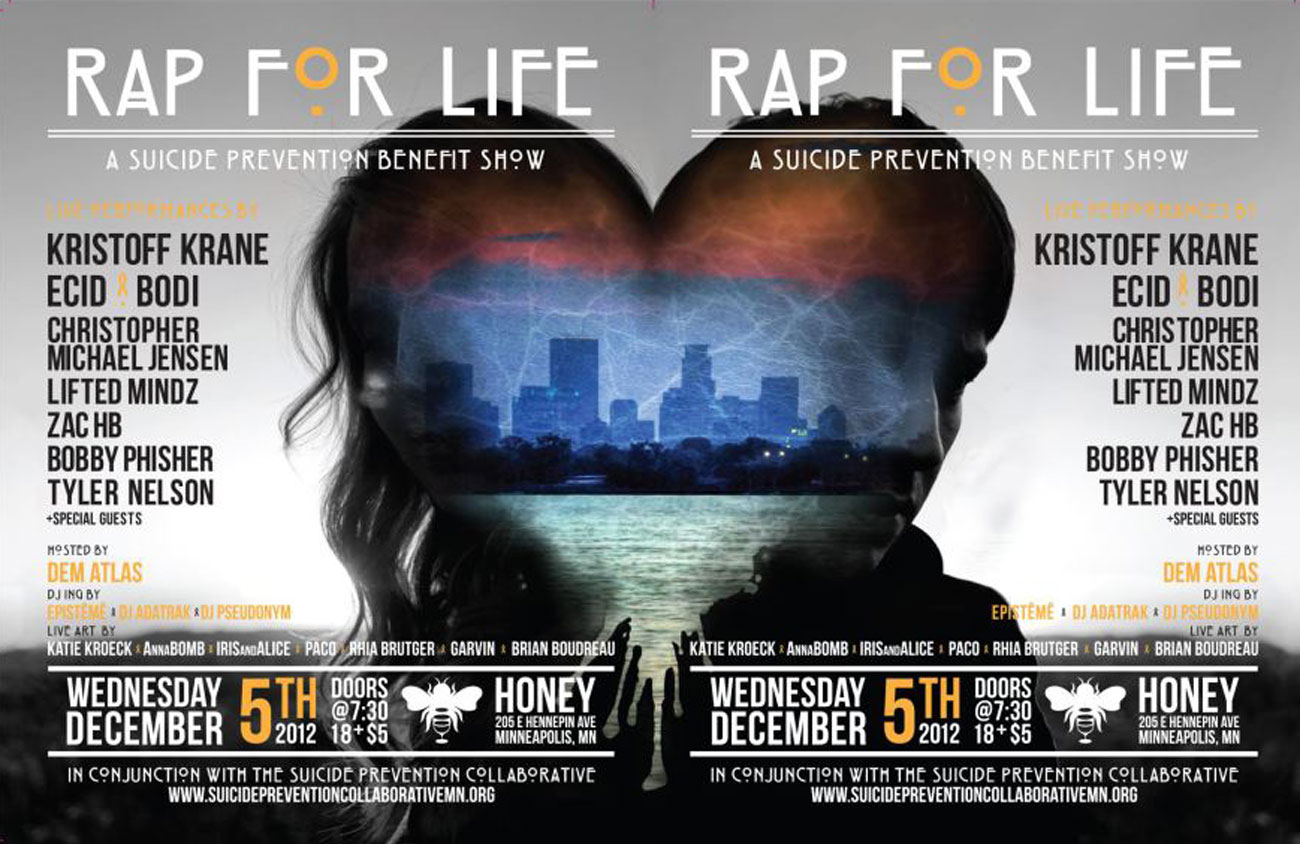 RAP FOR LIFE
A SUICIDE PREVENTION BENEFIT SHOW
LIVE PERFORMANCES BY
KRISTOFF KRANE
ECID & BODI
CHRISTOPHER
MICHAEL JENSEN
LIFTED MINDZ
ZAC HB
BOBBY PHISHER
TYLER NELSON
+SPECIAL GUESTS
HOSTED BY
DEM ATLAS
DJ ING BY
EPISTĒMĒ DJ ADATRAK DJ PSEUDONYM
LIVE ART BY
KATIE KROECK ANNABOMB IRISANDALICE PACO RHIA BRUTGER GARVIN BRIAN BOUDREAU
WEDNESDAY
DECEMBER
5TH
2012
DOORS
@7:30
18+ $5
HONEY
205 E HENNEPIN AVE
MINNEAPOLIS, MN
IN CONJUNCTION WITH THE SUICIDE PREVENTION COLLABORATIVE
WWW.SUICIDEPREVENTIONCOLLABORATIVEMN.ORG
RAP FOR LIFE
A SUICIDE PREVENTION BENEFIT SHOW
LIVE PERFORMANCES BY
KRISTOFF KRANE
ECID & BODI
CHRISTOPHER
MICHAEL JENSEN
LIFTED MINDZ
ZAC HB
BOBBY PHISHER
TYLER NELSON
+SPECIAL GUESTS
HOSTED BY
DEM ATLAS
DJ ING BY
EPISTĒMĒ DJ ADATRAK DJ PSEUDONYM
LIVE ART BY
KATIE KROECK ANNABOMB IRISANDALICE PACO RHIA BRUTGER GARVIN BRIAN BOUDREAU
WEDNESDAY
DECEMBER
5TH
2012
DOORS
@7:30
18+ $5
HONEY
205 E HENNEPIN AVE
MINNEAPOLIS, MN
IN CONJUNCTION WITH THE SUICIDE PREVENTION COLLABORATIVE
WWW.SUICIDEPREVENTIONCOLLABORATIVEMN.ORG